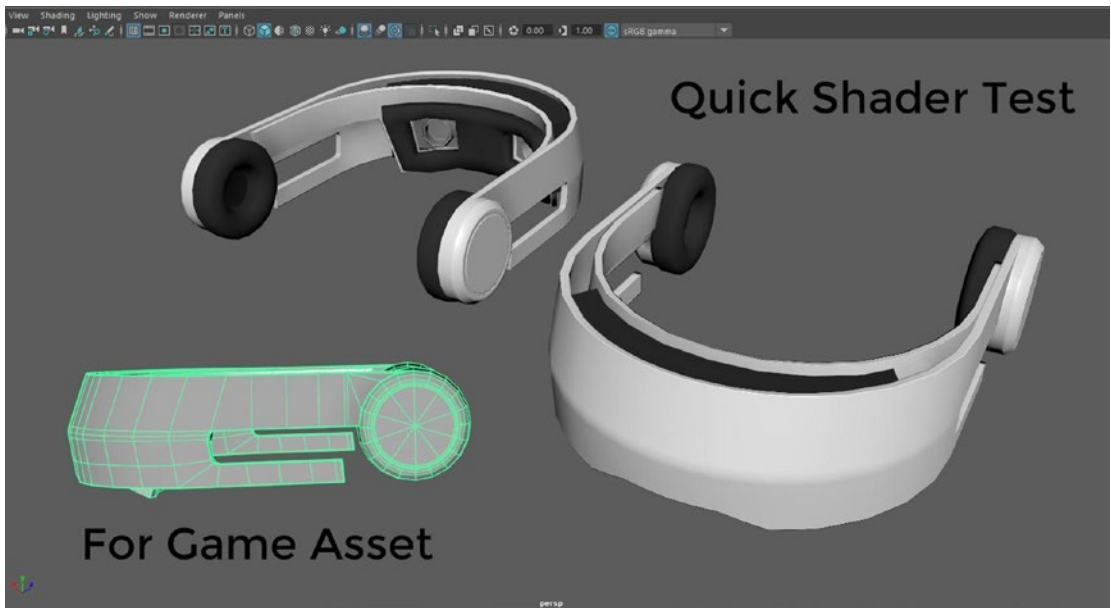 View Shading Lighting Show Renderer Panels
0.00 1.00 sRGB gamma
Quick Shader Test
For Game Asset
persp